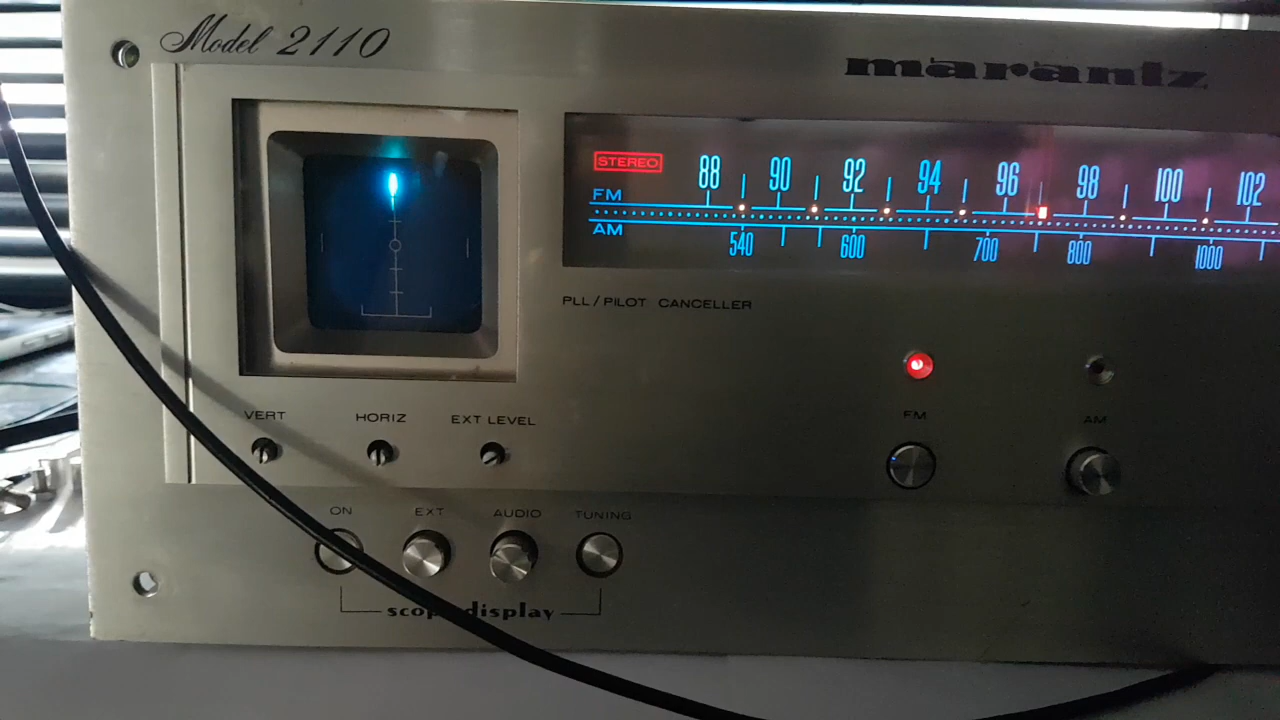 Model 2110
marantz
STEREO
88 90 92 94 96 98 100 102
FM
AM
540 600 700 800 1000
PLL/PILOT CANCELLER
FM AM
VERT HORIZ EXT LEVEL
ON EXT AUDIO TUNING
display